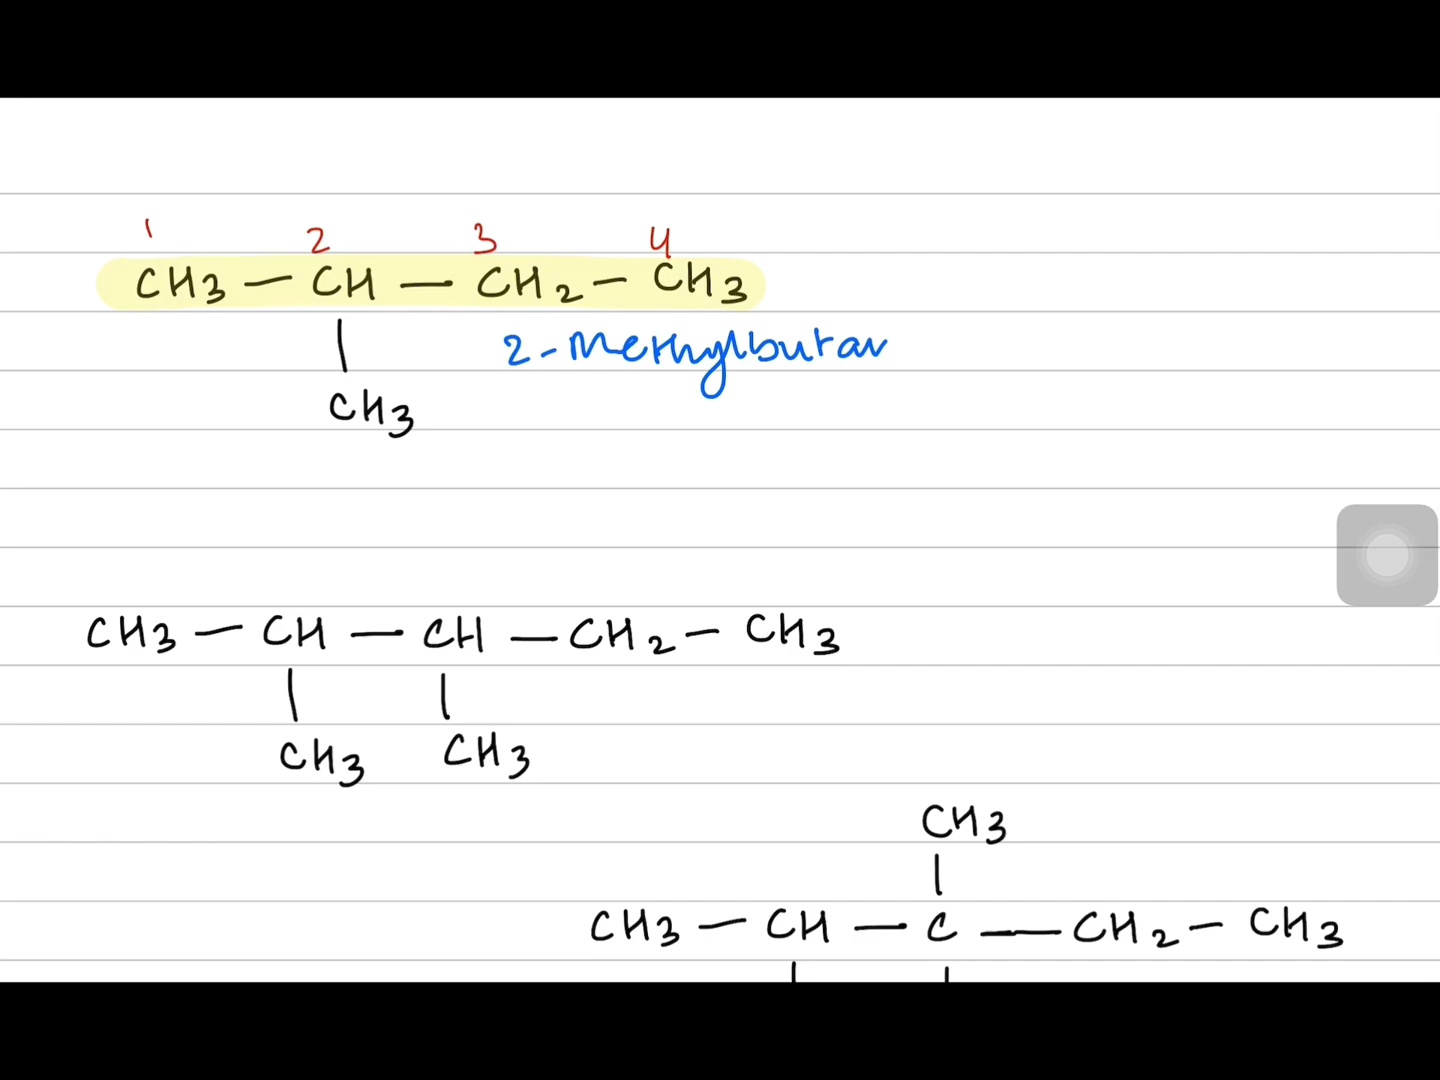 1 2 3 4
CH3 — CH — CH2 — CH3
|
2-Methylbutan
CH3
CH3 — CH — CH — CH2 — CH3
| |
CH3 CH3
CH3
|
CH3 — CH — C — CH2 — CH3
| |